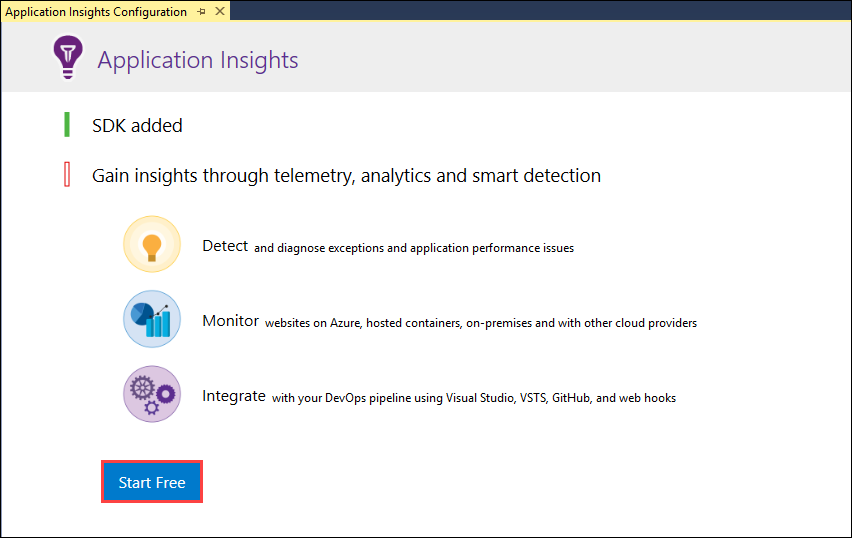 Application Insights Configuration
Application Insights
SDK added
Gain insights through telemetry, analytics and smart detection
Detect and diagnose exceptions and application performance issues
Monitor websites on Azure, hosted containers, on-premises and with other cloud providers
Integrate with your DevOps pipeline using Visual Studio, VSTS, GitHub, and web hooks
Start Free